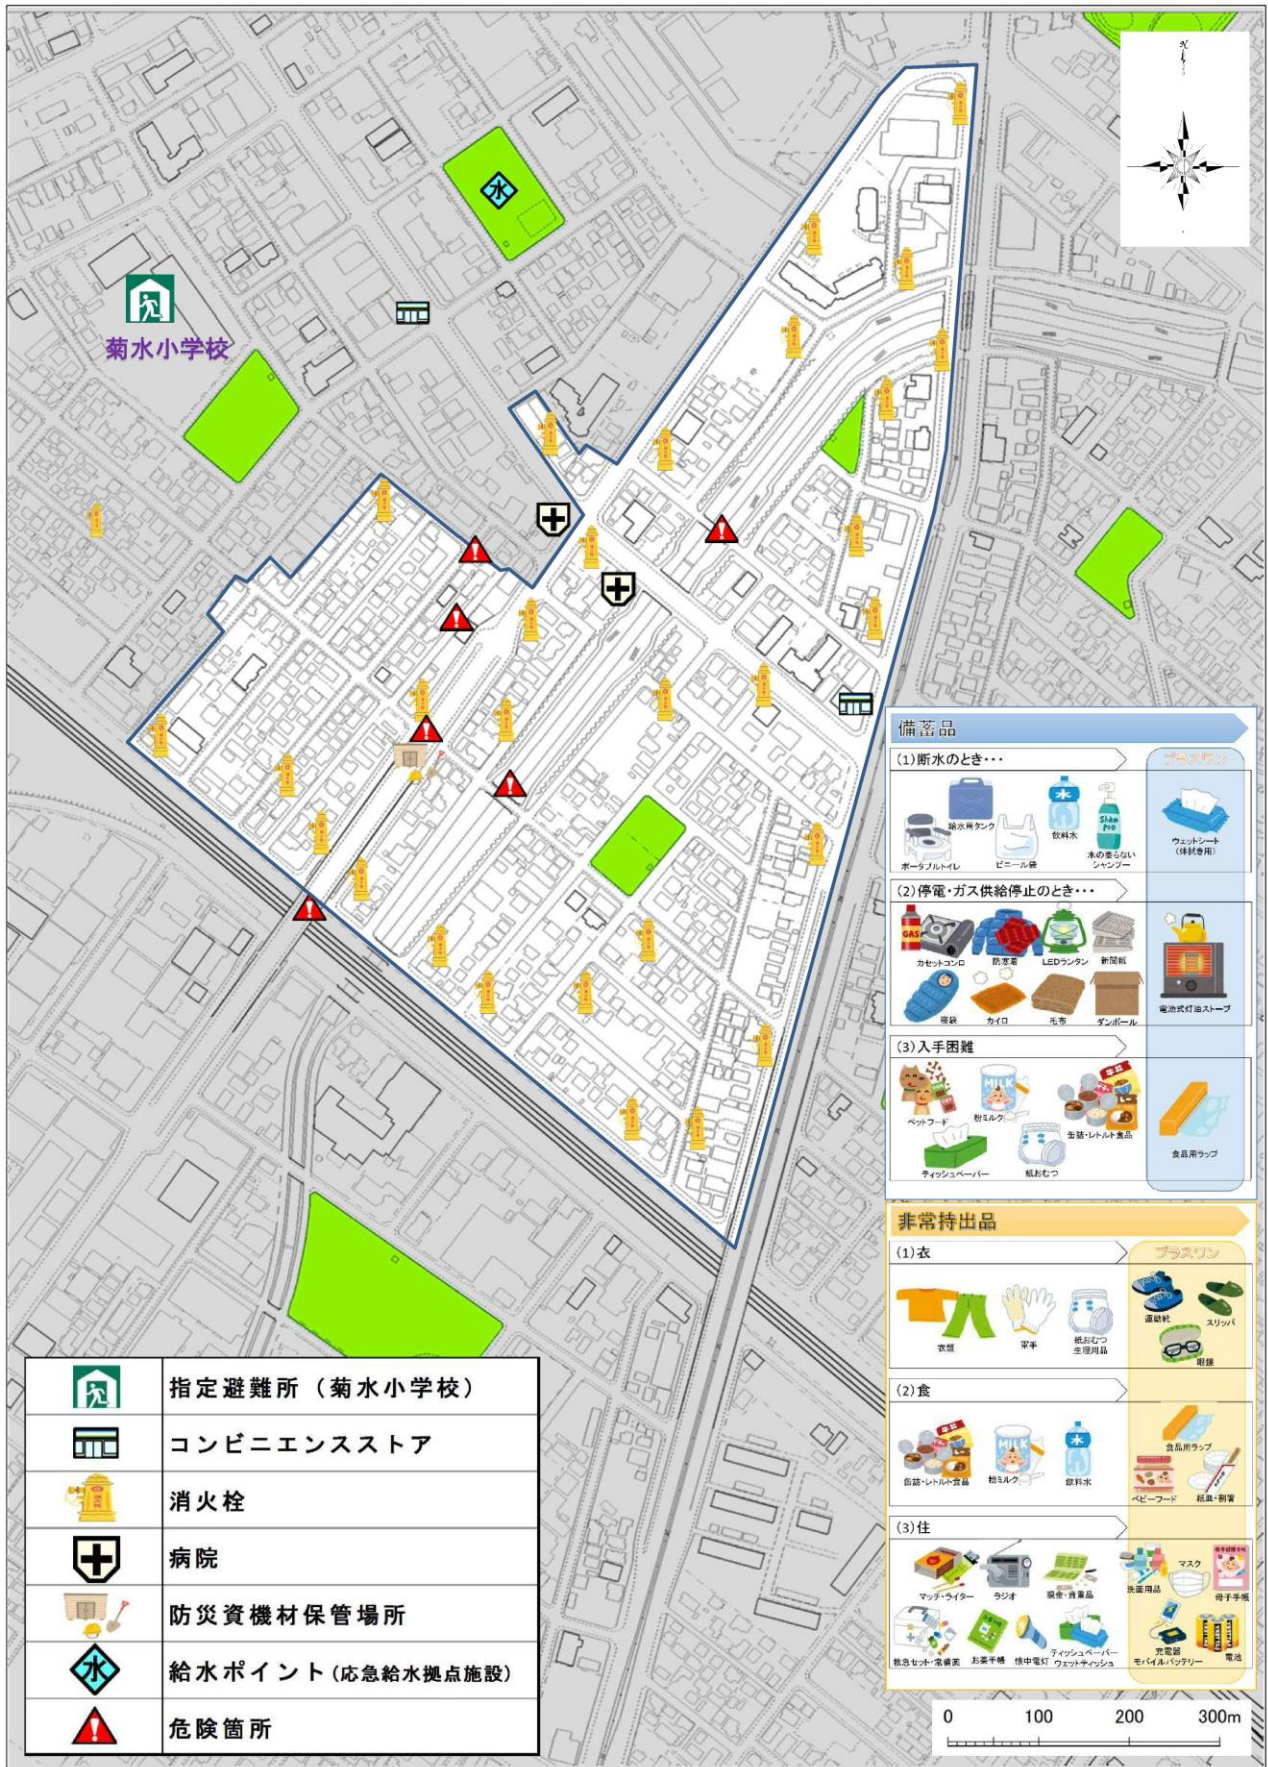 N
水
菊水小学校
備蓄品
(1)断水のとき・・・
プラスワン
給水用タンク
水
飲料水
Sham poo
ポータブルトイレ
ビニール袋
水の要らない
シャンプー
ウェットシート
(体拭き用)
(2)停電・ガス供給停止のとき・・・
GAS
カセットコンロ
防寒着
LEDランタン
新聞紙
寝袋
カイロ
毛布
ダンボール
電池式灯油ストーブ
(3)入手困難
MILK
ペットフード
粉ミルク
缶詰・レトルト食品
ティッシュペーパー
紙おむつ
食品用ラップ
非常持出品
(1)衣
プラスワン
衣類
軍手
紙おむつ
生理用品
運動靴
スリッパ
眼鏡
(2)食
MILK
水
缶詰・レトルト食品
粉ミルク
飲料水
食品用ラップ
ベビーフード
紙皿・割箸
(3)住
マッチ・ライター
ラジオ
現金・貴重品
洗面用品
マスク
母子手帳
救急セット・常備薬
お薬手帳
懐中電灯
ティッシュペーパー
ウェットティッシュ
充電器
モバイルバッテリー
電池
指定避難所(菊水小学校)
コンビニエンスストア
消火栓
病院
防災資機材保管場所
水
給水ポイント(応急給水拠点施設)
危険箇所
0 100 200 300m